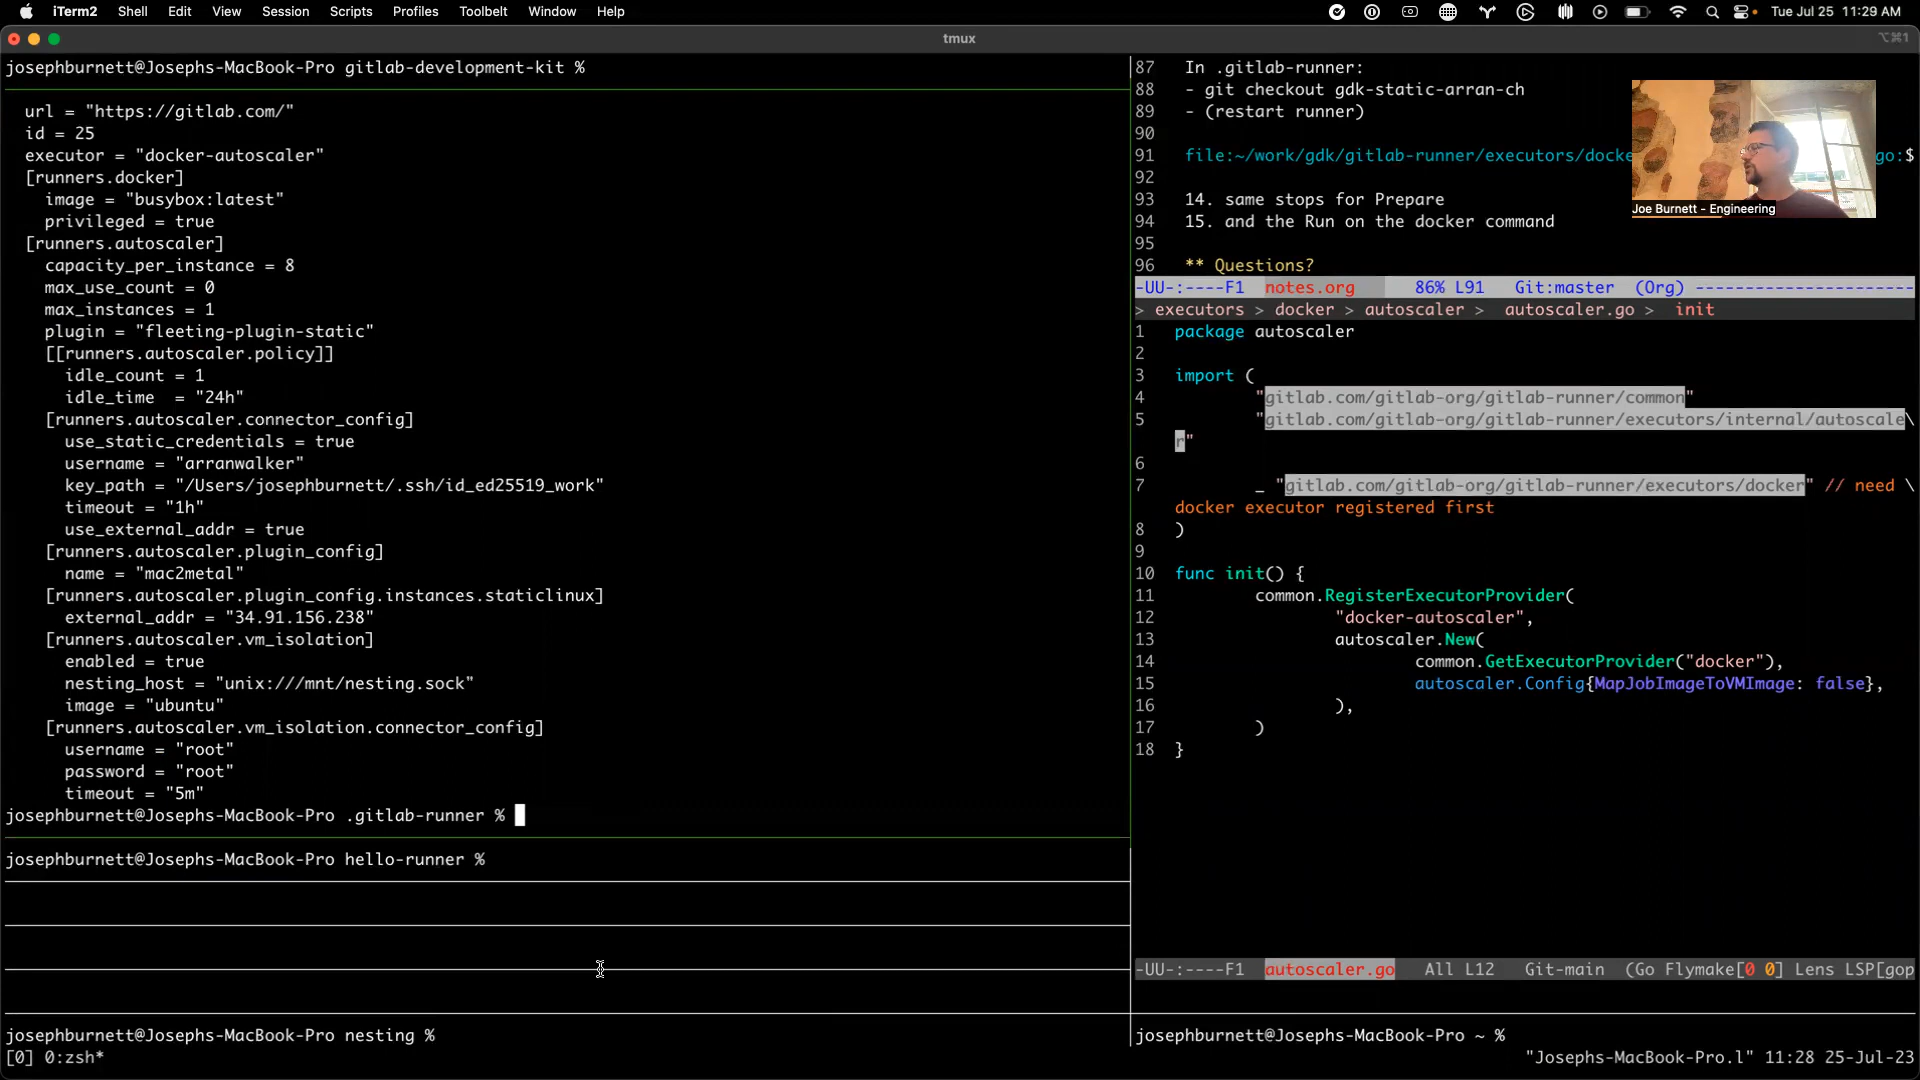 iTerm2 Shell Edit View Session Scripts Profiles Toolbelt Window Help
Tue Jul 25 11:29 AM
tmux
⌥⌘1
josephburnett@Josephs-MacBook-Pro gitlab-development-kit %
url = "https://gitlab.com/"
id = 25
executor = "docker-autoscaler"
[runners.docker]
image = "busybox:latest"
privileged = true
[runners.autoscaler]
capacity_per_instance = 8
max_use_count = 0
max_instances = 1
plugin = "fleeting-plugin-static"
[[runners.autoscaler.policy]]
idle_count = 1
idle_time  = "24h"
[runners.autoscaler.connector_config]
use_static_credentials = true
username = "arranwalker"
key_path = "/Users/josephburnett/.ssh/id_ed25519_work"
timeout = "1h"
use_external_addr = true
[runners.autoscaler.plugin_config]
name = "mac2metal"
[runners.autoscaler.plugin_config.instances.staticlinux]
external_addr = "34.91.156.238"
[runners.autoscaler.vm_isolation]
enabled = true
nesting_host = "unix:///mnt/nesting.sock"
image = "ubuntu"
[runners.autoscaler.vm_isolation.connector_config]
username = "root"
password = "root"
timeout = "5m"
josephburnett@Josephs-MacBook-Pro .gitlab-runner %
josephburnett@Josephs-MacBook-Pro hello-runner %
josephburnett@Josephs-MacBook-Pro nesting %
[0] 0:zsh*
87 In .gitlab-runner:
88 - git checkout gdk-static-arran-ch
89 - (restart runner)
90
91 file:~/work/gdk/gitlab-runner/executors/docke go:$
92
93 14. same stops for Prepare
94 15. and the Run on the docker command
95
96 ** Questions?
Joe Burnett - Engineering
-UU-:----F1 notes.org 86% L91 Git:master (Org) ----------------------
> executors > docker > autoscaler > autoscaler.go > init
1 package autoscaler
2
3 import (
4 "gitlab.com/gitlab-org/gitlab-runner/common"
5 "gitlab.com/gitlab-org/gitlab-runner/executors/internal/autoscale\
r"
6
7 _ "gitlab.com/gitlab-org/gitlab-runner/executors/docker" // need \
docker executor registered first
8 )
9
10 func init() {
11 common.RegisterExecutorProvider(
12 "docker-autoscaler",
13 autoscaler.New(
14 common.GetExecutorProvider("docker"),
15 autoscaler.Config{MapJobImageToVMImage: false},
16 ),
17 )
18 }
-UU-:----F1 autoscaler.go All L12 Git-main (Go Flymake[0 0] Lens LSP[gop
josephburnett@Josephs-MacBook-Pro ~ %
"Josephs-MacBook-Pro.l" 11:28 25-Jul-23